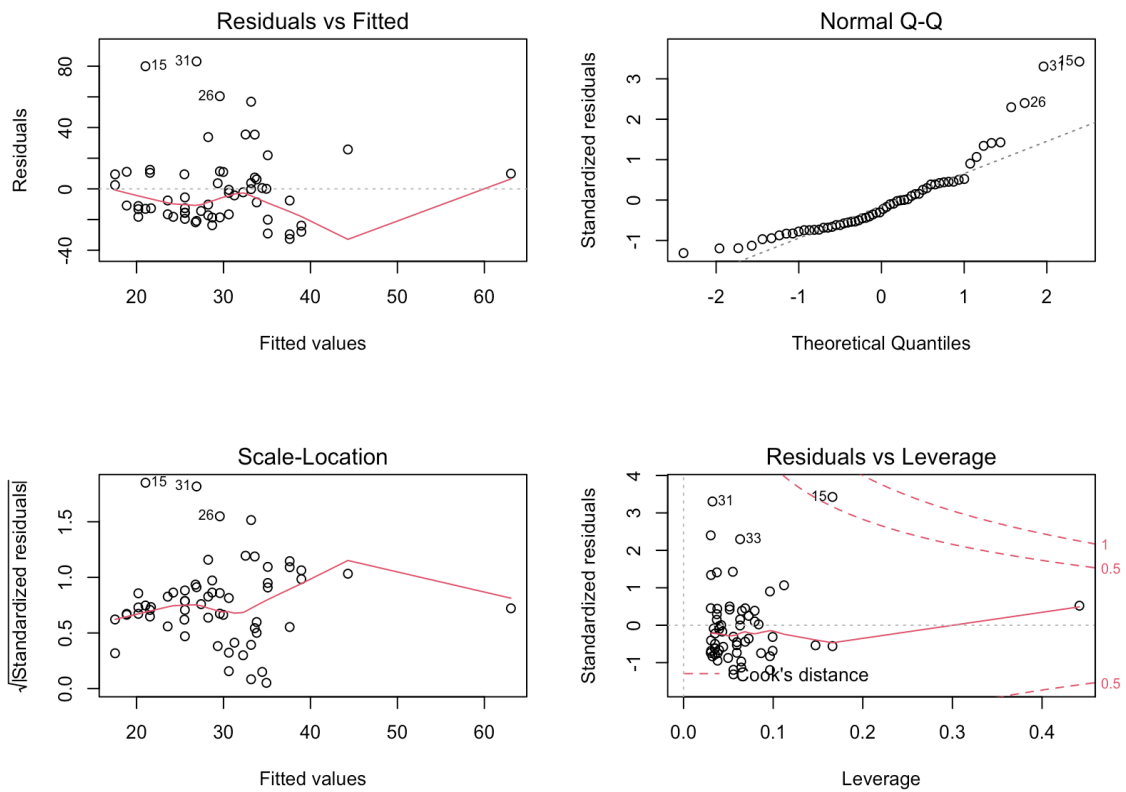 Residuals vs Fitted
Residuals
-40 0 40 80
15
31
26
20 30 40 50 60
Fitted values
Normal Q-Q
Standardized residuals
-1 0 1 2 3
15
31
26
-2 -1 0 1 2
Theoretical Quantiles
Scale-Location
√|Standardized residuals|
0.0 0.5 1.0 1.5
15
31
26
20 30 40 50 60
Fitted values
Residuals vs Leverage
Standardized residuals
-1 0 1 2 3 4
31
15
33
1
0.5
0.5
Cook's distance
0.0 0.1 0.2 0.3 0.4
Leverage